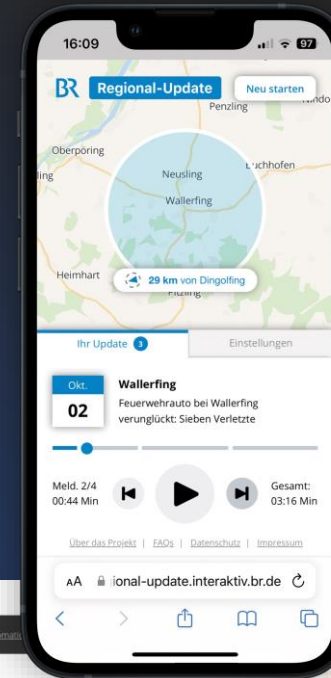 16:09
97
BR Regional-Update
Neu starten
Penzling
Oberpöring
Neusling
Wallerfing
Heimhart
29 km von Dingolfing
Ihr Update 3
Einstellungen
Okt.
02
Wallerfing
Feuerwehrauto bei Wallerfing
verunglückt: Sieben Verletzte
Meld. 2/4
00:44 Min
Gesamt:
03:16 Min
Über das Projekt | FAQs | Datenschutz | Impressum
AA ional-update.interaktiv.br.de